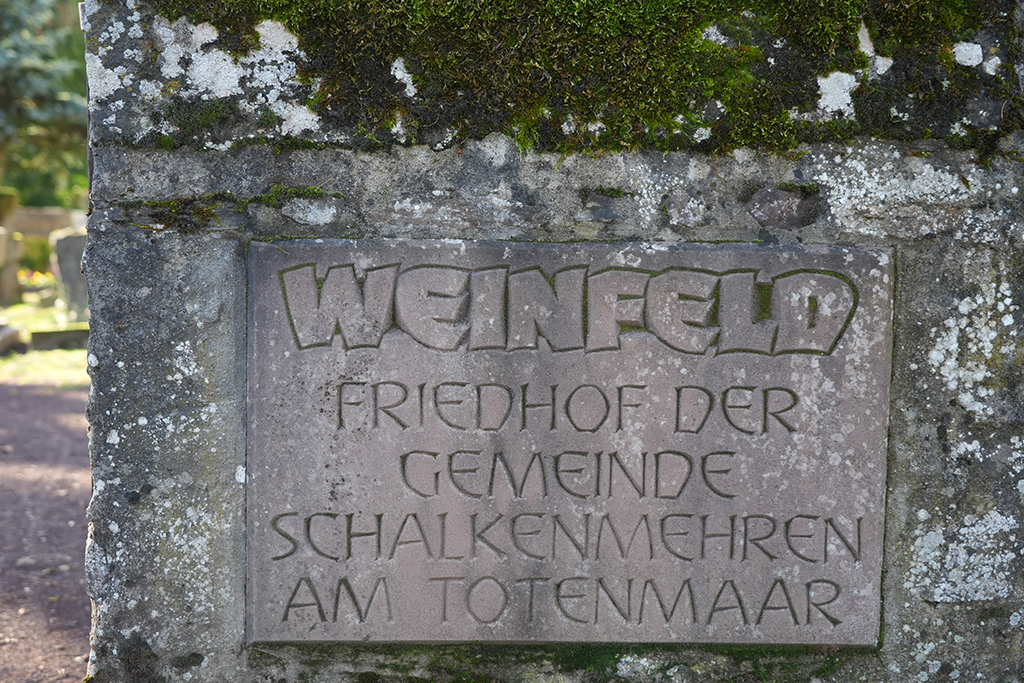 WEINFELD
FRIEDHOF DER
GEMEINDE
SCHALKENMEHREN
AM TOTENMAAR